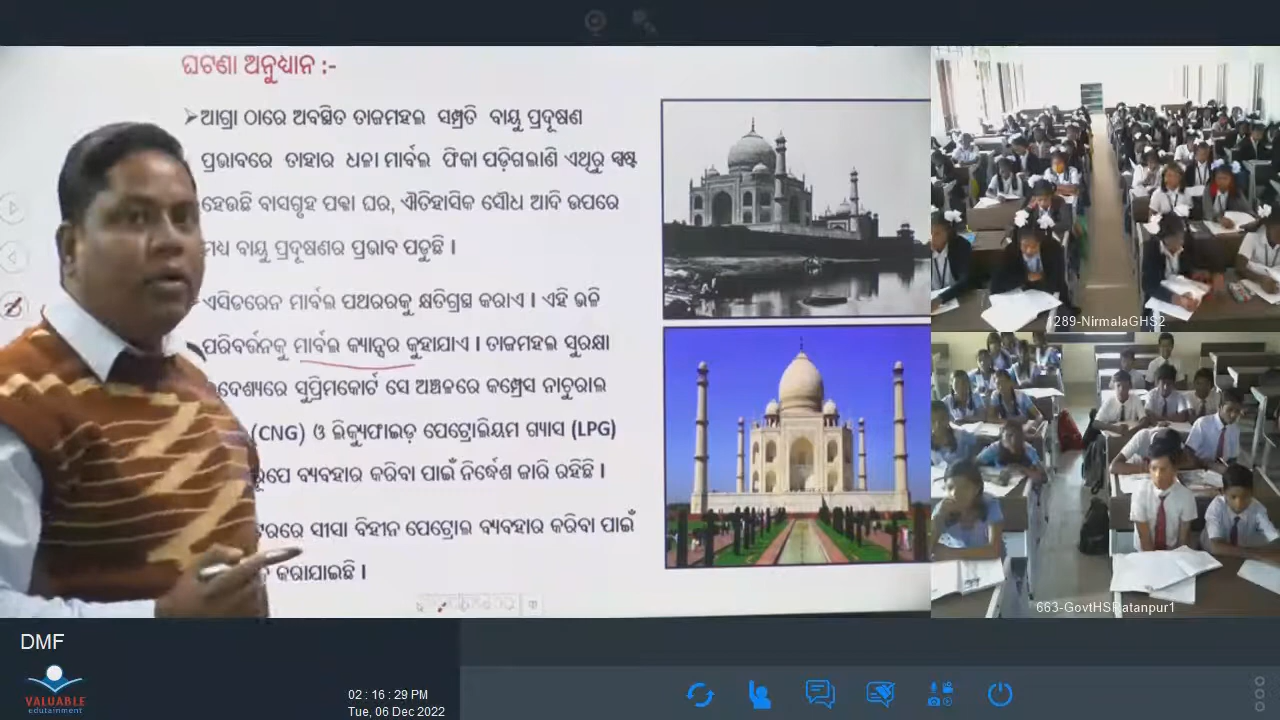 ଘଟଣା ଅନୁଧ୍ୟାନ :-
➢ଆଗ୍ରା ଠାରେ ଅବସ୍ଥିତ ତାଜମହଲ ସମ୍ପ୍ରତି ବାୟୁ ପ୍ରଦୂଷଣ
ପ୍ରଭାବରେ ତାହାର ଧଳା ମାର୍ବଲ ଫିକା ପଡ଼ିଗଲାଣି ଏଥିରୁ ସ୍ପଷ୍ଟ
ହେଉଛି ବାସଗୃହ ପକ୍କା ଘର, ଐତିହାସିକ ସୌଧ ଆଦି ଉପରେ
ମଧ୍ୟ ବାୟୁ ପ୍ରଦୂଷଣର ପ୍ରଭାବ ପଡୁଛି ।
ଏସିଡରେନ ମାର୍ବଲ ପଥରରକୁ କ୍ଷତିଗ୍ରସ୍ଥ କରାଏ । ଏହି ଭଳି
ପରିବର୍ତ୍ତନକୁ ମାର୍ବଲ କ୍ୟାନ୍ସର କୁହାଯାଏ । ତାଜମହଲ ସୁରକ୍ଷା
ଦେଶ୍ୟରେ ସୁପ୍ରିମକୋର୍ଟ ସେ ଅଞ୍ଚଳରେ କମ୍ପ୍ରେସ ନାଚୁରାଲ
(CNG) ଓ ଲିକ୍ୟୁଫାଇଡ଼ ପେଟ୍ରୋଲିୟମ ଗ୍ୟାସ (LPG)
ରୂପେ ବ୍ୟବହାର କରିବା ପାଇଁ ନିର୍ଦ୍ଧେଶ ଜାରି ରହିଛି ।
ରରେ ସୀସା ବିହୀନ ପେଟ୍ରୋଲ ବ୍ୟବହାର କରିବା ପାଇଁ
କରାଯାଇଛି ।
1289-NirmalaGHS2
663-GovtHSRatanpur1
DMF
VALUABLE
edutainment
02 : 16 : 29 PM
Tue, 06 Dec 2022